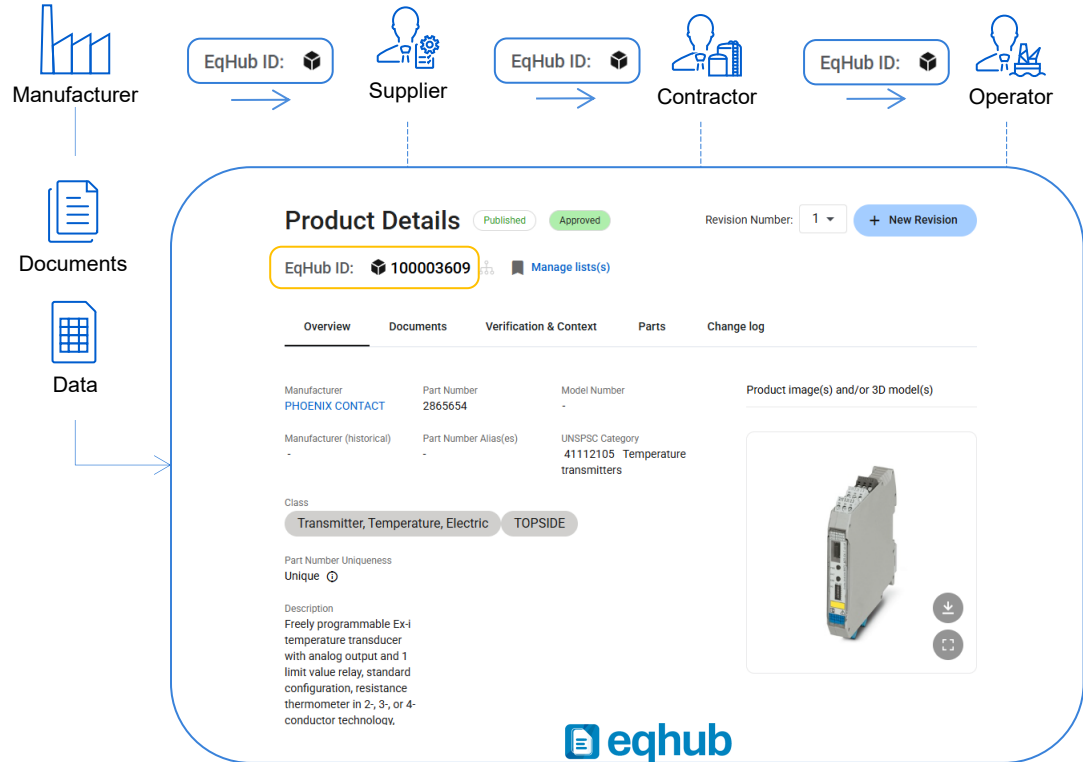 EqHub ID:
EqHub ID:
EqHub ID:
Manufacturer
Supplier
Contractor
Operator
Documents
Data
Product Details
Published
Approved
Revision Number:
1
+ New Revision
EqHub ID: 100003609
Manage lists(s)
Overview
Documents
Verification & Context
Parts
Change log
Manufacturer
PHOENIX CONTACT
Part Number
2865654
Model Number
-
Product image(s) and/or 3D model(s)
Manufacturer (historical)
-
Part Number Alias(es)
-
UNSPSC Category
41112105 Temperature
transmitters
Class
Transmitter, Temperature, Electric
TOPSIDE
Part Number Uniqueness
Unique
Description
Freely programmable Ex-i
temperature transducer
with analog output and 1
limit value relay, standard
configuration, resistance
thermometer in 2-, 3-, or 4-
conductor technology,
eqhub